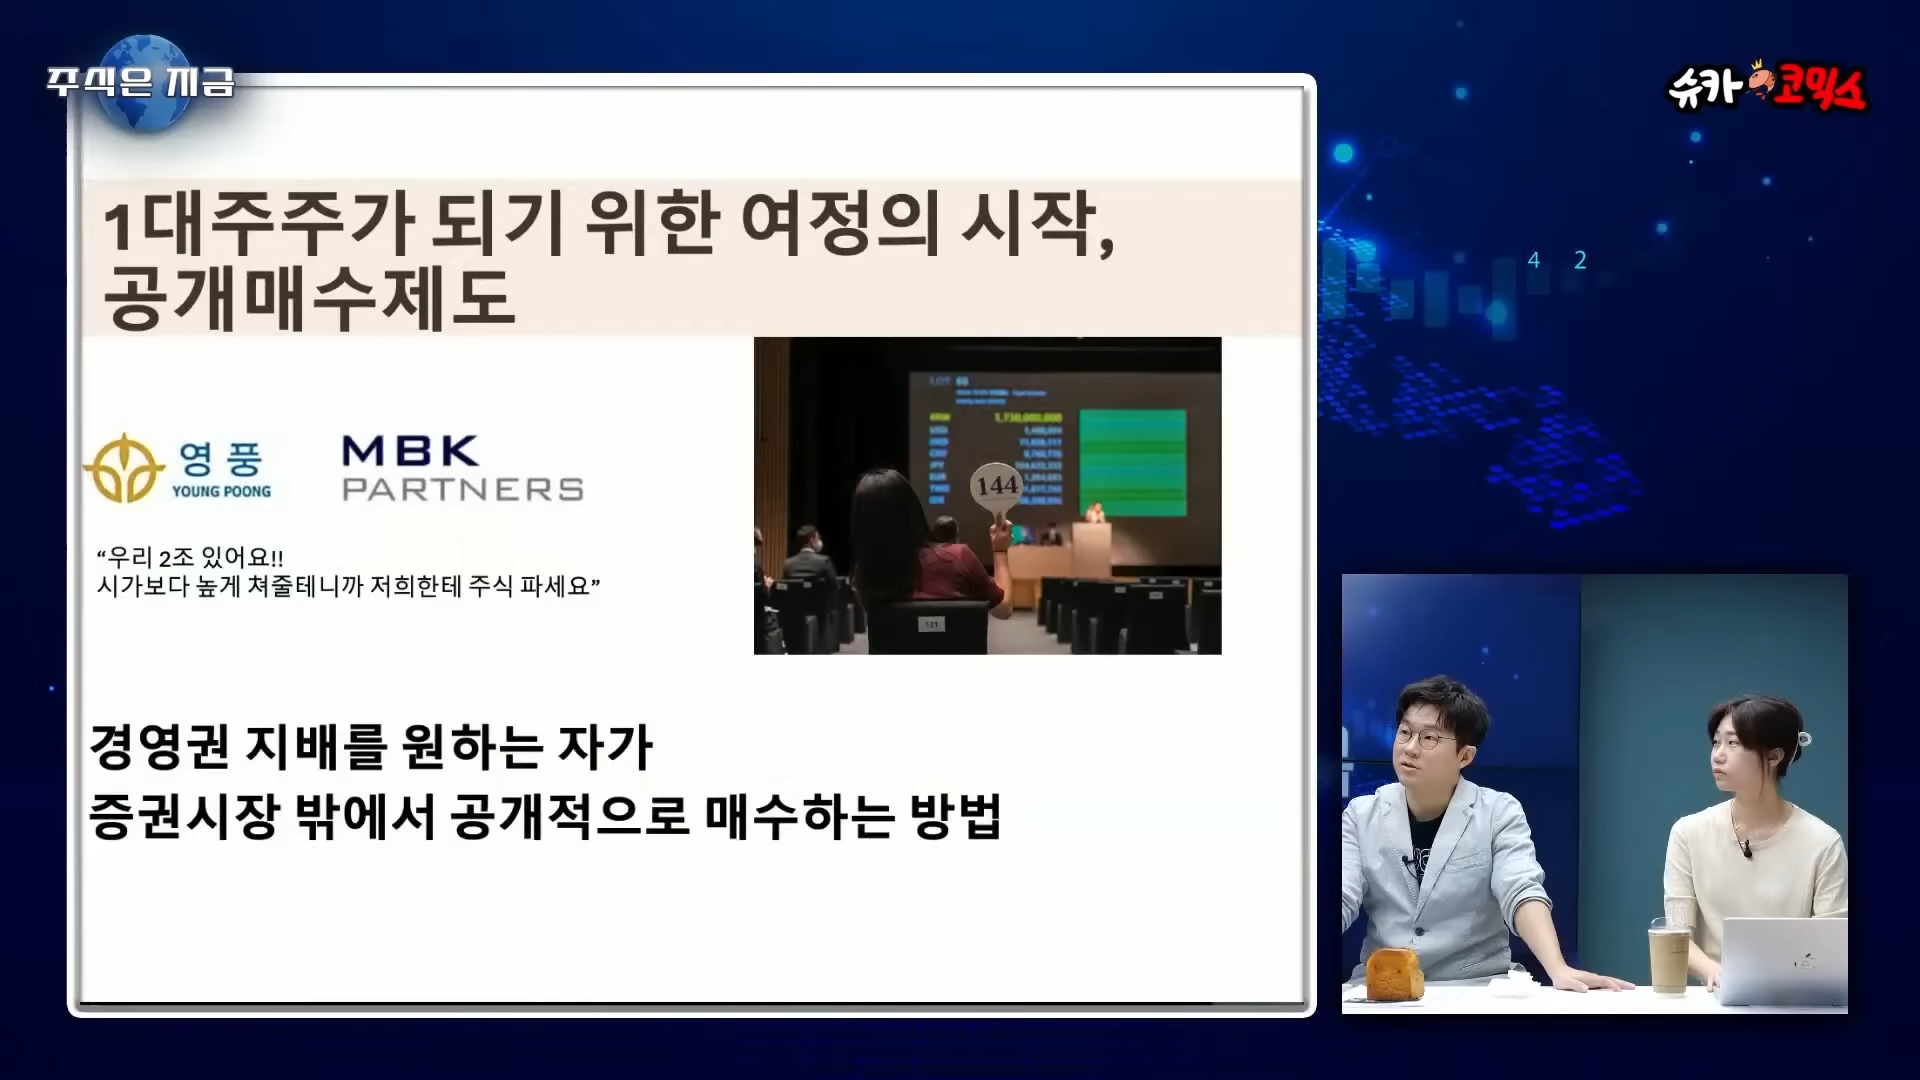 주식은 지금
슈카코믹스
1대주주가 되기 위한 여정의 시작,
공개매수제도
영풍
YOUNG POONG
MBK
PARTNERS
“우리 2조 있어요!!
시가보다 높게 쳐줄테니까 저희한테 주식 파세요”
144
121
경영권 지배를 원하는 자가
증권시장 밖에서 공개적으로 매수하는 방법
4 2